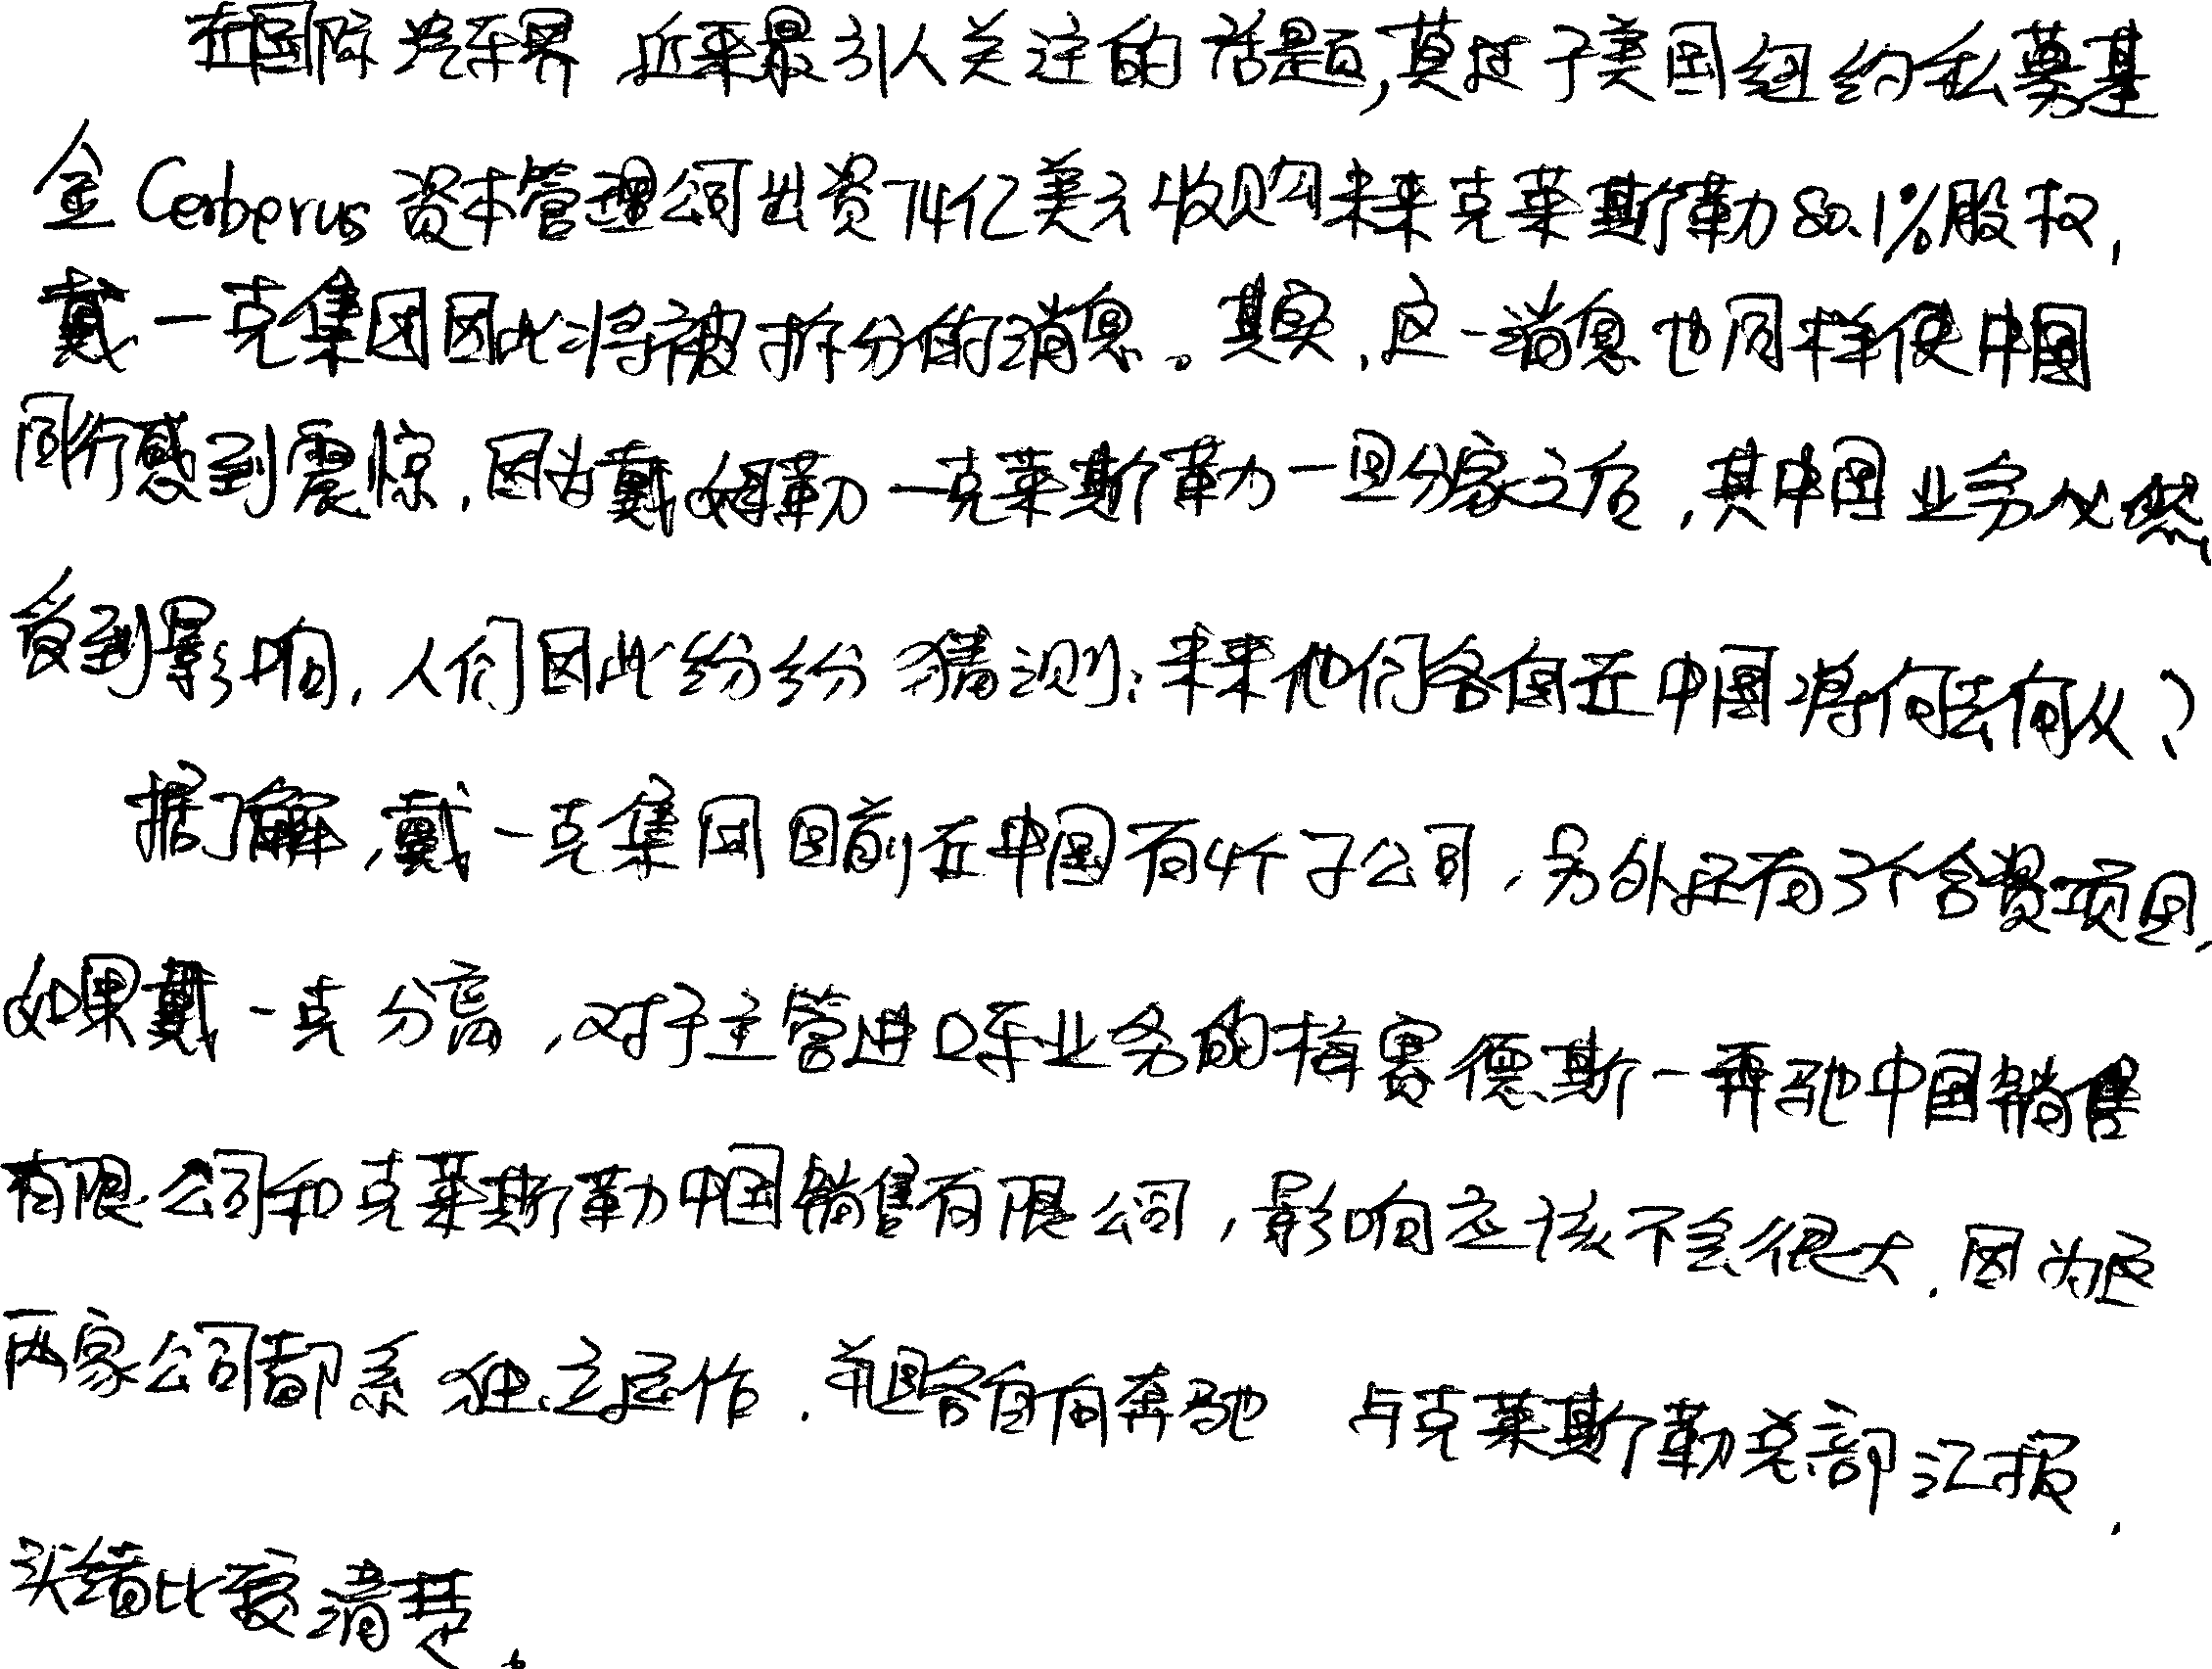 在国际汽车界 近来最引人关注的话题,莫过于美国纽约私募基
金Cerberus资本管理公司出资74亿美元收购未来克莱斯勒80.1%股权,
戴—克集团因此将被拆分的消息。其实,这一消息也同样使中国
同行感到震惊,因为戴姆勒—克莱斯勒一旦分家之后,其中国业务必然
受到影响,人们因此纷纷猜测:未来他们各自在中国将何去何从?
据了解,戴—克集团目前在中国有4个子公司,另外还有3个合资项目,
如果戴—克分离,对于主营进口车业务的梅赛德斯—奔驰中国销售
有限公司和克莱斯勒中国销售有限公司,影响应该不会很大,因为这
两家公司都系独立运作,并且各自向奔驰 与克莱斯勒总部汇报,
头绪比较清楚。